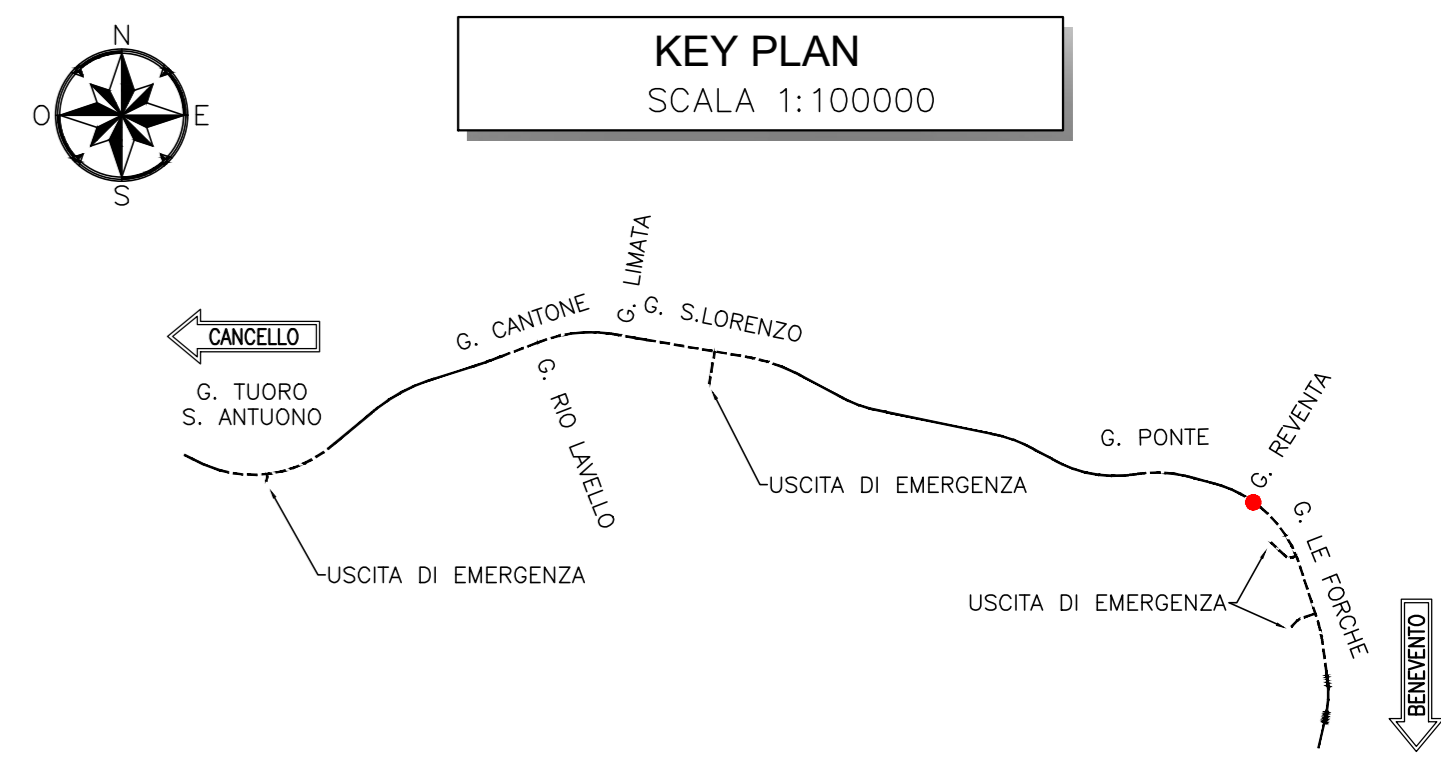 N
O
E
S
KEY PLAN
SCALA 1:100000
CANCELLO
G. TUORO
S. ANTUONO
G. CANTONE
G. RIO LAVELLO
G. LIMATA
G. S.LORENZO
USCITA DI EMERGENZA
USCITA DI EMERGENZA
G. PONTE
G. REVENTA
G. LE FORCHE
USCITA DI EMERGENZA
BENEVENTO